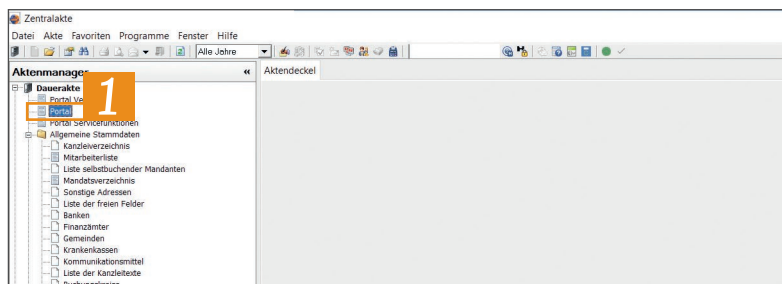 Zentralakte
Datei Akte Favoriten Programme Fenster Hilfe
Alle Jahre
Aktenmanager «
Aktendeckel
Dauerakte
Portal Ve
Portal
1
Portal Servicefunktionen
Allgemeine Stammdaten
Kanzleiverzeichnis
Mitarbeiterliste
Liste selbstbuchender Mandanten
Mandatsverzeichnis
Sonstige Adressen
Liste der freien Felder
Banken
Finanzämter
Gemeinden
Krankenkassen
Kommunikationsmittel
Liste der Kanzleitexte
Buchungskreise